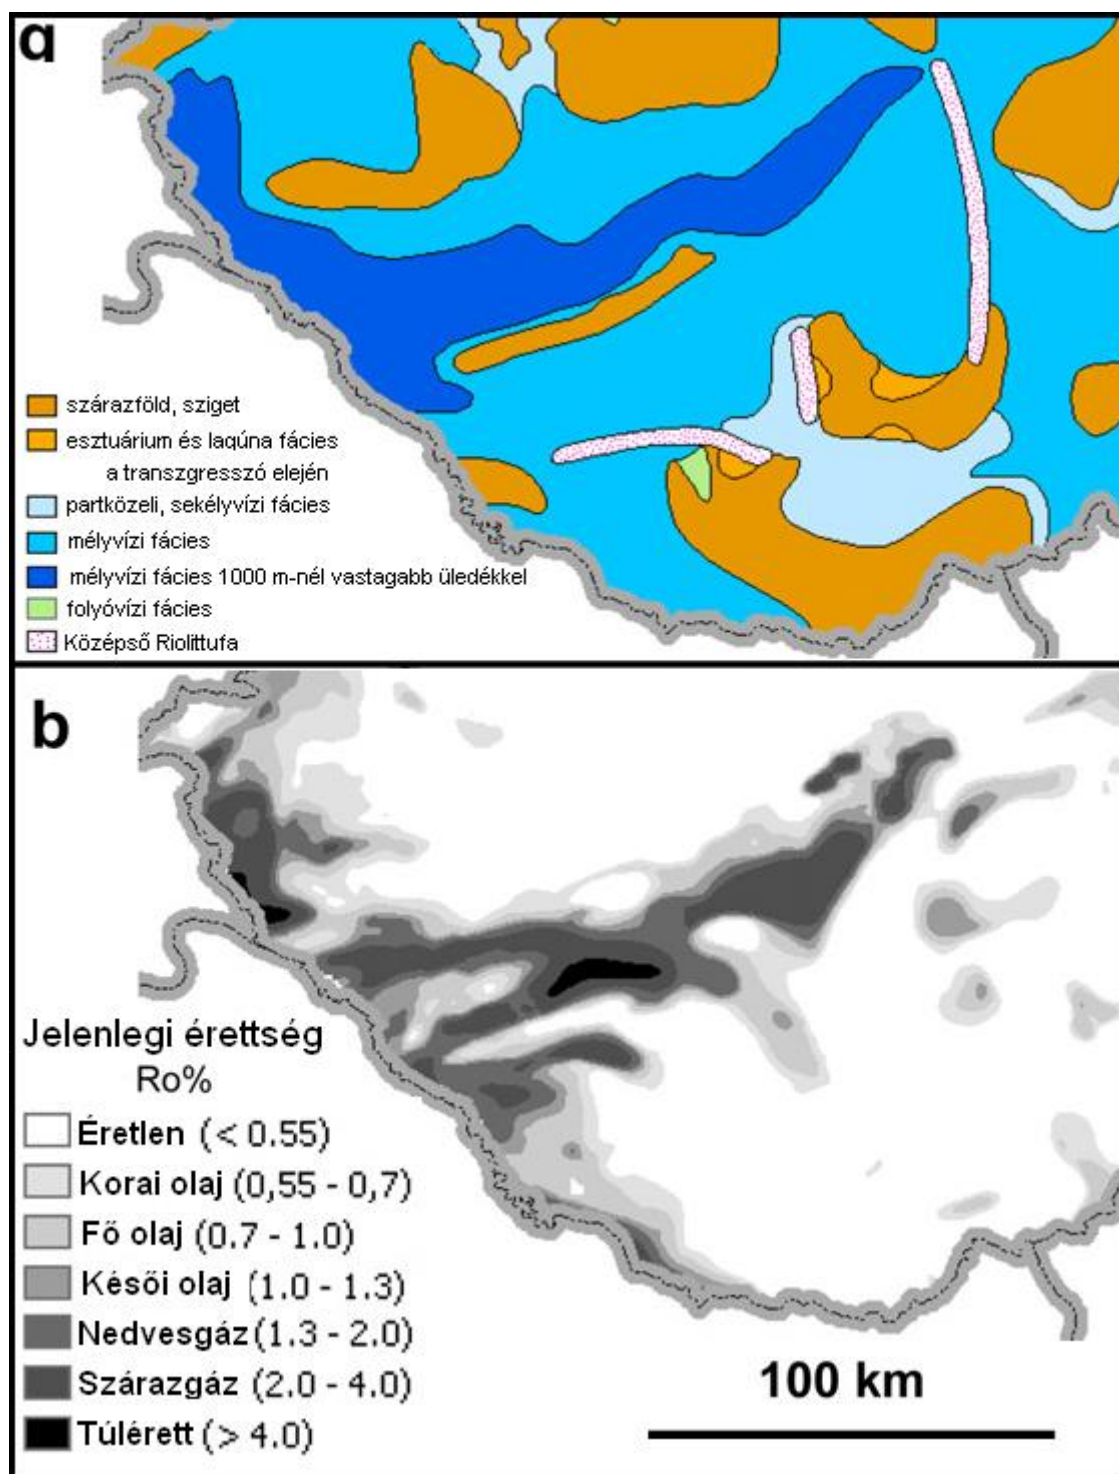 a
szárazföld, sziget
esztuárium és lagúna fácies
a transzgresszó elején
partközeli, sekélyvízi fácies
mélyvízi fácies
mélyvízi fácies 1000 m-nél vastagabb üledékkel
folyóvízi fácies
Középső Riolittufa
b
Jelenlegi érettség
Ro%
Éretlen (< 0.55)
Korai olaj (0,55 - 0,7)
Fő olaj (0.7 - 1.0)
Késői olaj (1.0 - 1.3)
Nedvesgáz (1.3 - 2.0)
Szárazgáz (2.0 - 4.0)
Túlérett (> 4.0)
100 km